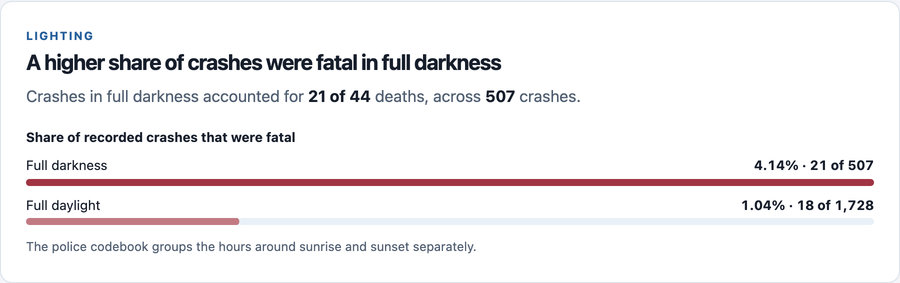 LIGHTING
A higher share of crashes were fatal in full darkness
Crashes in full darkness accounted for 21 of 44 deaths, across 507 crashes.
Share of recorded crashes that were fatal
Full darkness 4.14% · 21 of 507
Full daylight 1.04% · 18 of 1,728
The police codebook groups the hours around sunrise and sunset separately.